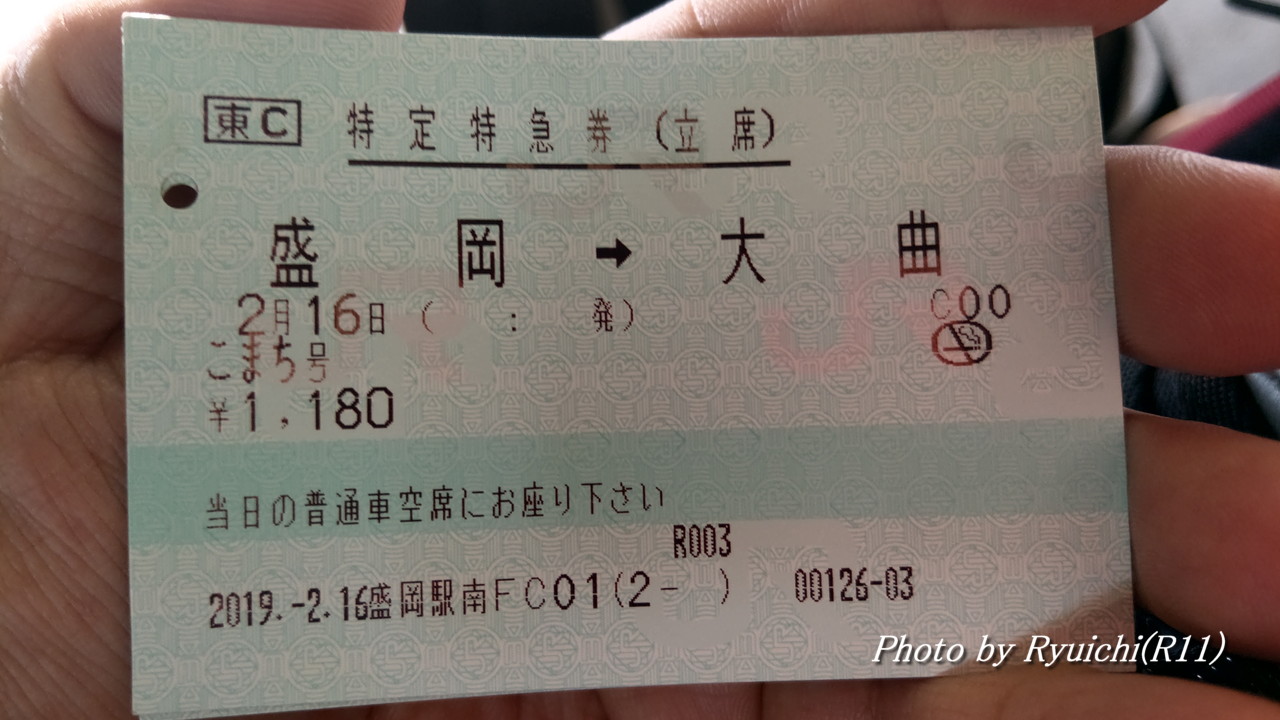 東C 特定特急券(立席)
盛岡 ➡ 大曲
2月16日 ( : 発) C00
こまち号
¥1,180
当日の普通車空席にお座り下さい
R003
2019.-2.16盛岡駅南FC01(2- ) 00126-03
Photo by Ryuichi(R11)